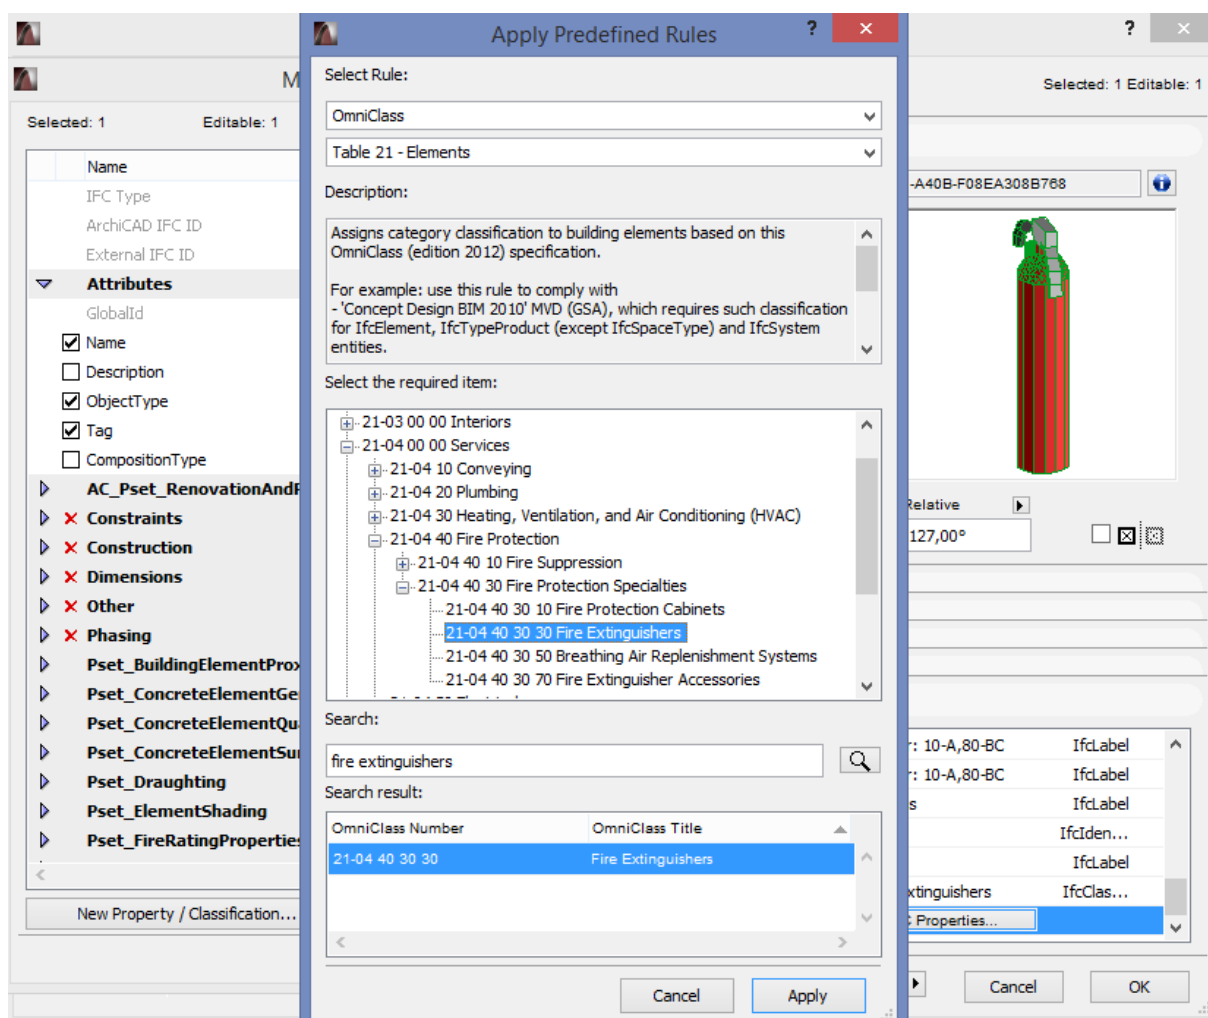 Apply Predefined Rules
?
?
M
Selected: 1 Editable: 1
Selected: 1
Editable: 1
Name
IFC Type
ArchiCAD IFC ID
External IFC ID
Attributes
GlobalId
Name
Description
ObjectType
Tag
CompositionType
AC_Pset_RenovationAndP
Constraints
Construction
Dimensions
Other
Phasing
Pset_BuildingElementProx
Pset_ConcreteElementGe
Pset_ConcreteElementQu
Pset_ConcreteElementSu
Pset_Draughting
Pset_ElementShading
Pset_FireRatingProperties
New Property / Classification...
Select Rule:
OmniClass
Table 21 - Elements
Description:
Assigns category classification to building elements based on this
OmniClass (edition 2012) specification.
For example: use this rule to comply with
- 'Concept Design BIM 2010' MVD (GSA), which requires such classification
for IfcElement, IfcTypeProduct (except IfcSpaceType) and IfcSystem
entities.
Select the required item:
21-03 00 00 Interiors
21-04 00 00 Services
21-04 10 Conveying
21-04 20 Plumbing
21-04 30 Heating, Ventilation, and Air Conditioning (HVAC)
21-04 40 Fire Protection
21-04 40 10 Fire Suppression
21-04 40 30 Fire Protection Specialties
21-04 40 30 10 Fire Protection Cabinets
21-04 40 30 30 Fire Extinguishers
21-04 40 30 50 Breathing Air Replenishment Systems
21-04 40 30 70 Fire Extinguisher Accessories
Search:
fire extinguishers
Search result:
OmniClass Number OmniClass Title
21-04 40 30 30 Fire Extinguishers
Cancel
Apply
-A40B-F08EA308B768
Relative
127,00°
r: 10-A,80-BC IfcLabel
r: 10-A,80-BC IfcLabel
s IfcLabel
IfcIden...
IfcLabel
xtinguishers IfcClas...
C Properties...
Cancel
OK